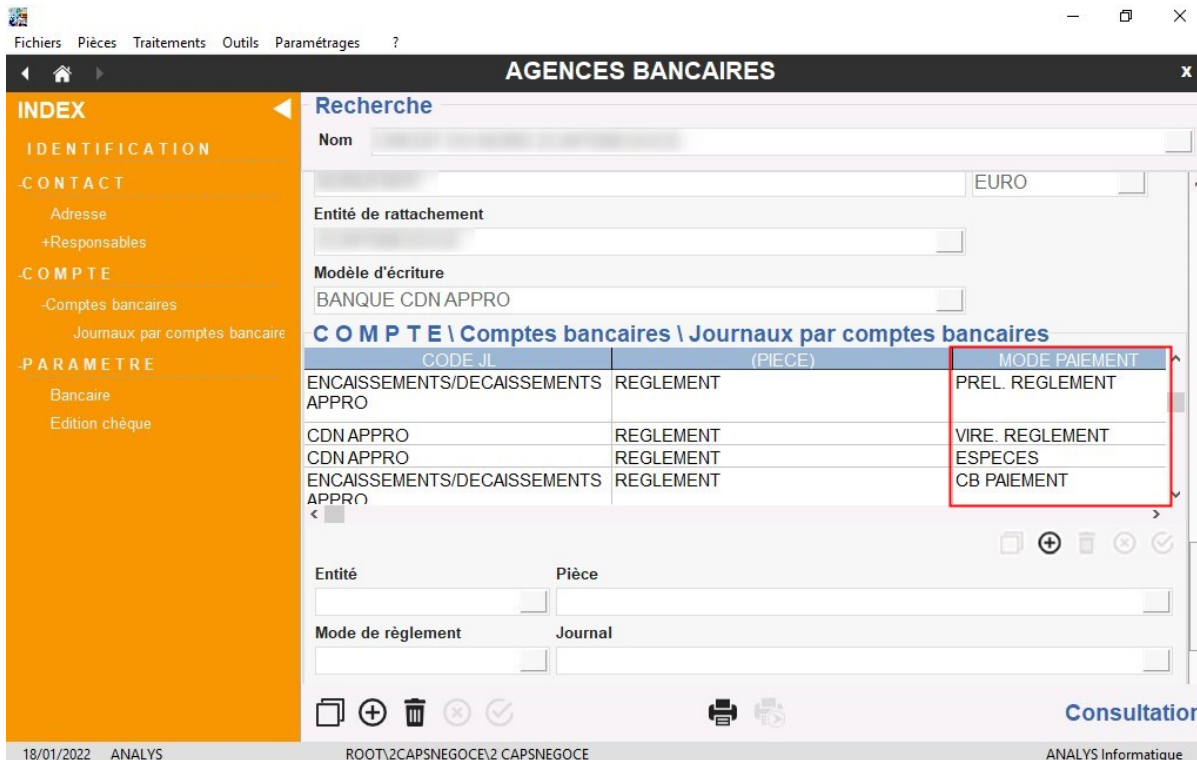 Fichiers Pièces Traitements Outils Paramétrages ?
AGENCES BANCAIRES x
INDEX
IDENTIFICATION
-CONTACT
Adresse
+Responsables
-COMPTE
-Comptes bancaires
Journaux par comptes bancaire
-PARAMETRE
Bancaire
Edition chèque
Recherche
Nom
EURO
Entité de rattachement
Modèle d'écriture
BANQUE CDN APPRO
COMPTE \ Comptes bancaires \ Journaux par comptes bancaires
CODE JL (PIECE) MODE PAIEMENT
ENCAISSEMENTS/DECAISSEMENTS REGLEMENT PREL. REGLEMENT
APPRO
CDN APPRO REGLEMENT VIRE. REGLEMENT
CDN APPRO REGLEMENT ESPECES
ENCAISSEMENTS/DECAISSEMENTS REGLEMENT CB PAIEMENT
APPRO
Entité Pièce
Mode de règlement Journal
Consultation
18/01/2022 ANALYS ROOT\2CAPSNEGOCE\2 CAPSNEGOCE ANALYS Informatique